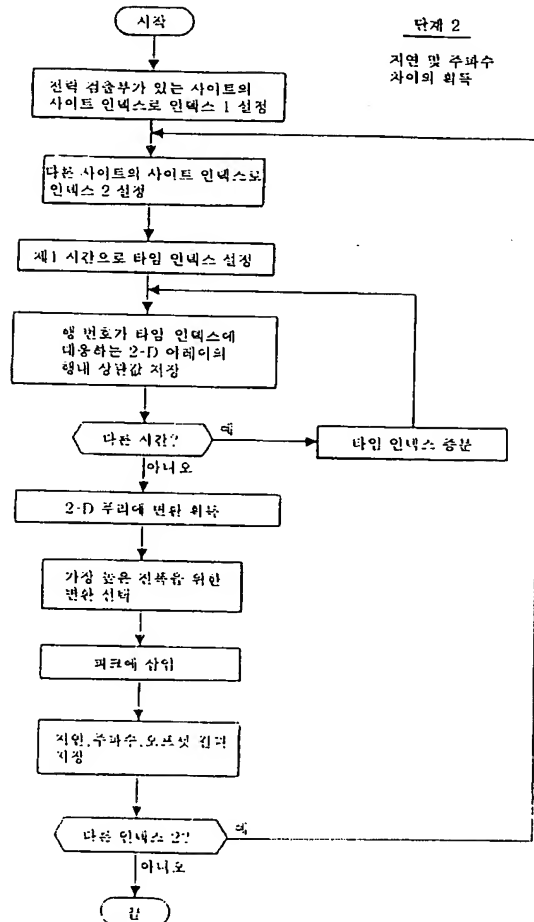 시작
단계 2
지연 및 주파수
차이의 획득
전력 검출부가 있는 사이트의
사이트 인덱스로 인덱스 1 설정
다른 사이트의 사이트 인덱스로
인덱스 2 설정
제1 시간으로 타임 인덱스 설정
행 번호가 타임 인덱스에
대응하는 2-D 어레이의
행내 상관값 저장
다른 시간?
예
타임 인덱스 증분
아니오
2-D 푸리에 변환 획득
가장 높은 진폭을 위한
변환 선택
피크에 삽입
지연, 주파수, 오프셋 결과
저장
다른 인덱스 2?
예
아니오
끝